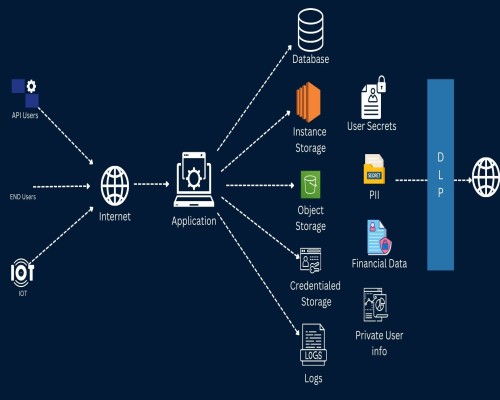 API Users
END Users
IOT
IOT
Internet
Application
Database
Instance
Storage
Object
Storage
Credentialed
Storage
LOGS
Logs
User Secrets
SECRET
PII
Financial Data
Private User
info
D
L
P